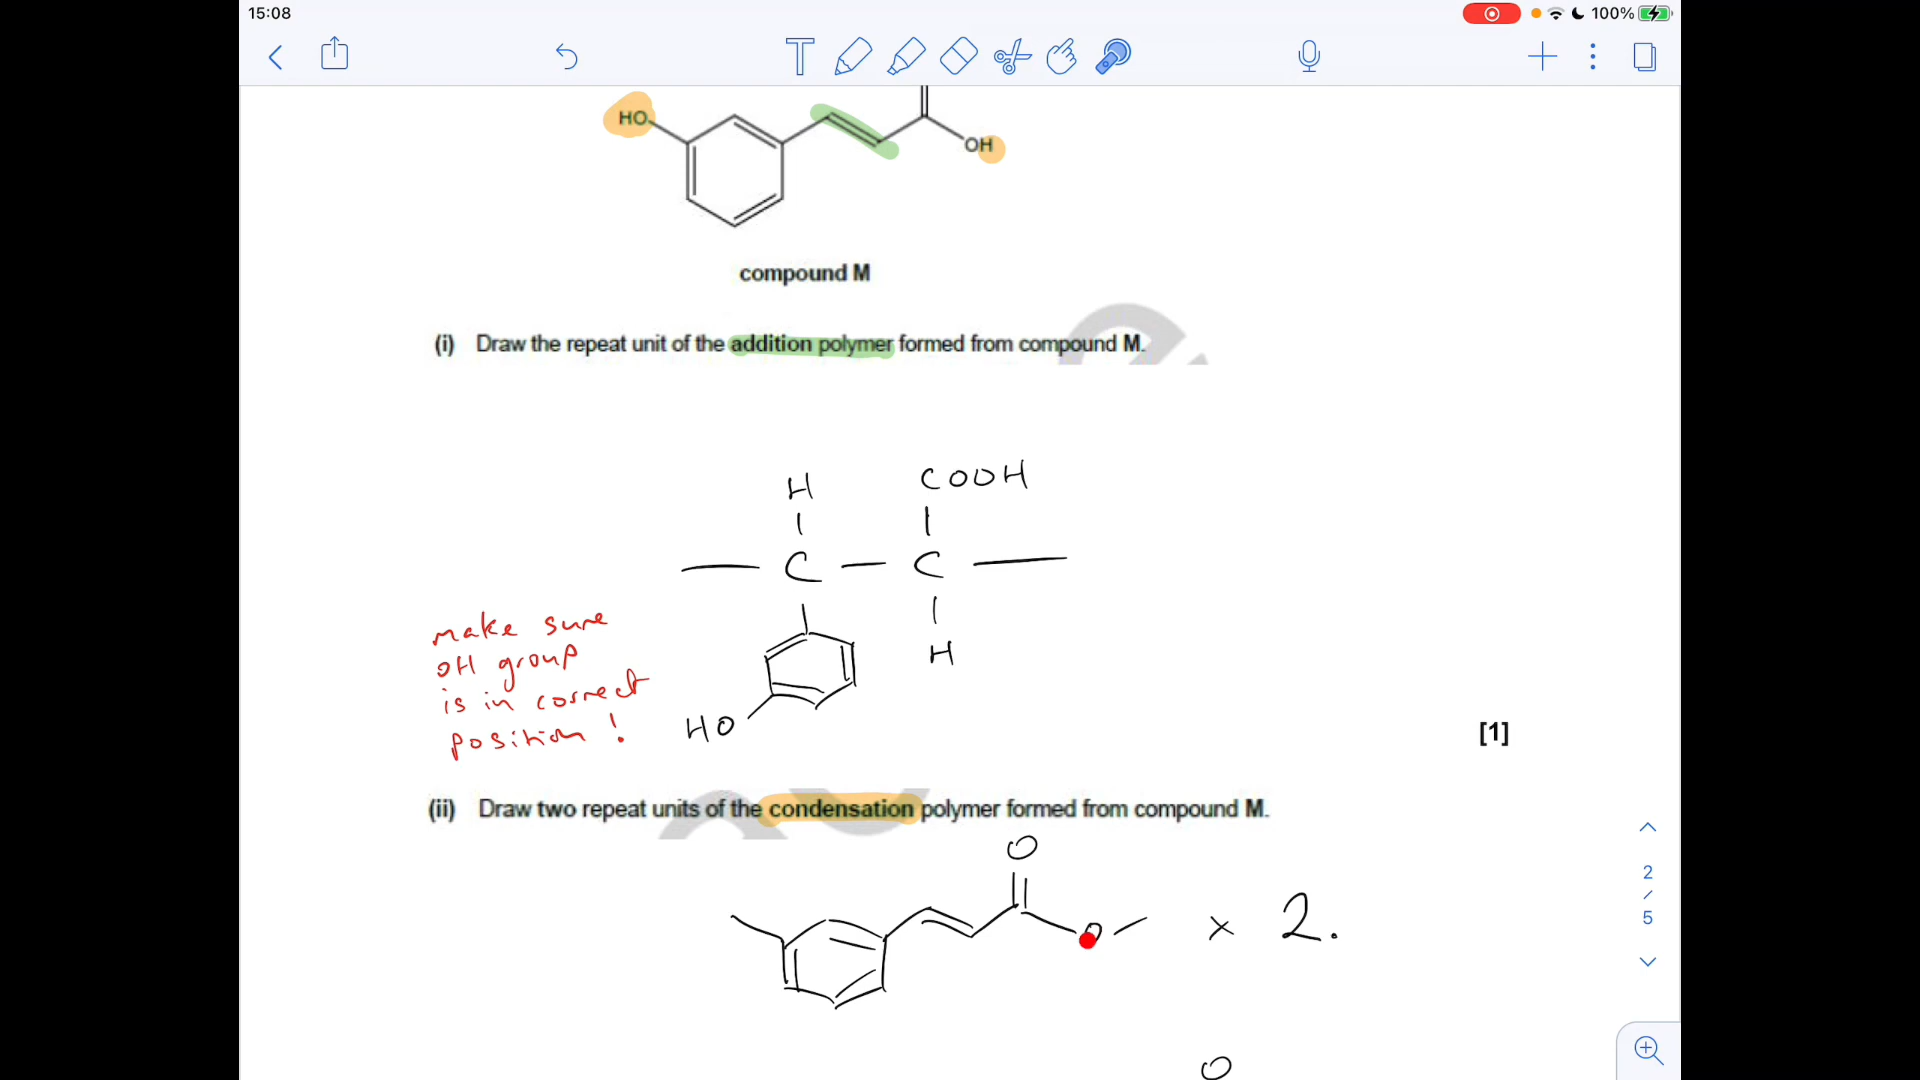 15:08
100%
HO
OH
compound M
(i) Draw the repeat unit of the addition polymer formed from compound M.
H COOH
C C
H
HO
make sure
OH group
is in correct
position !
[1]
(ii) Draw two repeat units of the condensation polymer formed from compound M.
O
O × 2.
O
2
/
5